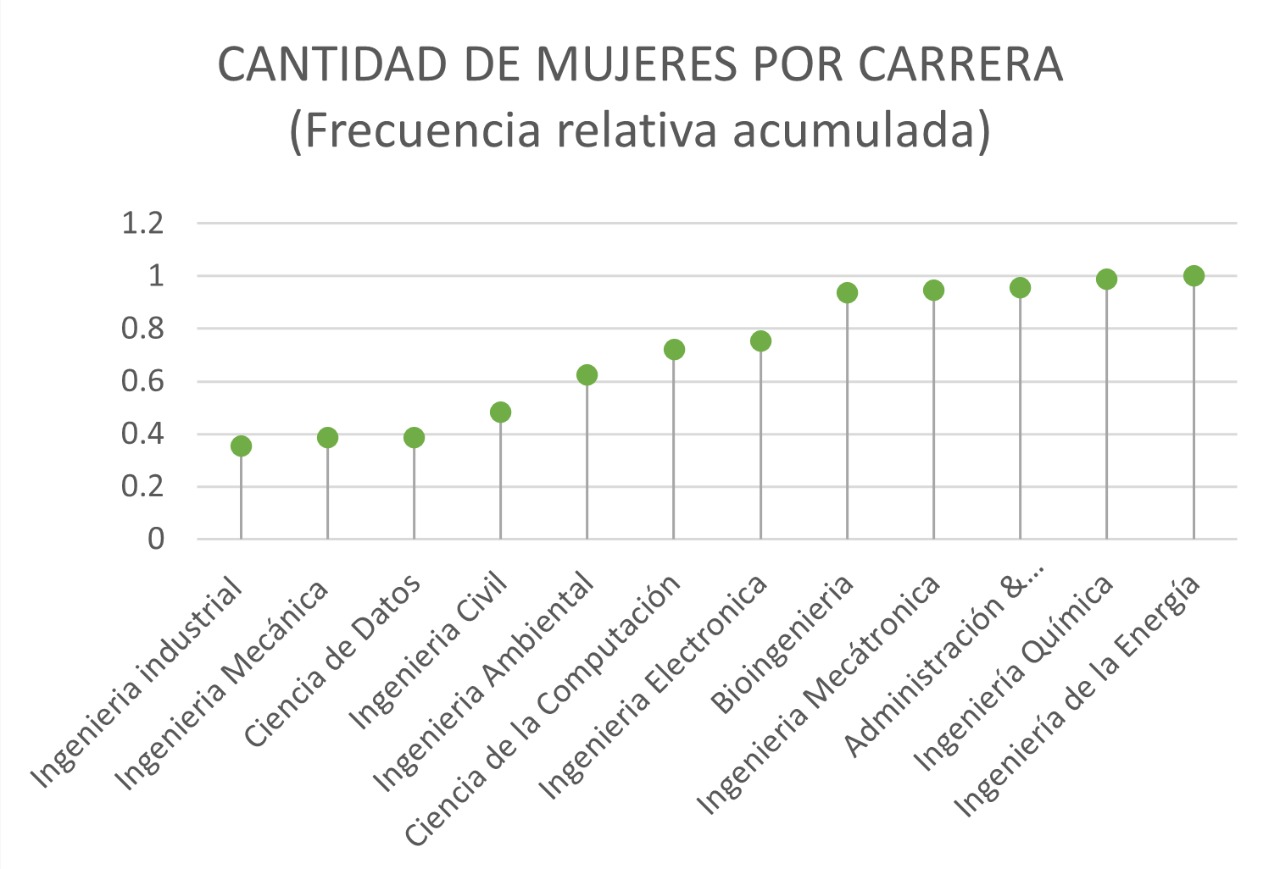 CANTIDAD DE MUJERES POR CARRERA
(Frecuencia relativa acumulada)
1.2
1
0.8
0.6
0.4
0.2
0
Ingenieria industrial
Ingenieria Mecánica
Ciencia de Datos
Ingenieria Civil
Ingenieria Ambiental
Ciencia de la Computación
Ingenieria Electronica
Bioingenieria
Ingenieria Mecátronica
Administración &...
Ingeniería Química
Ingeniería de la Energía